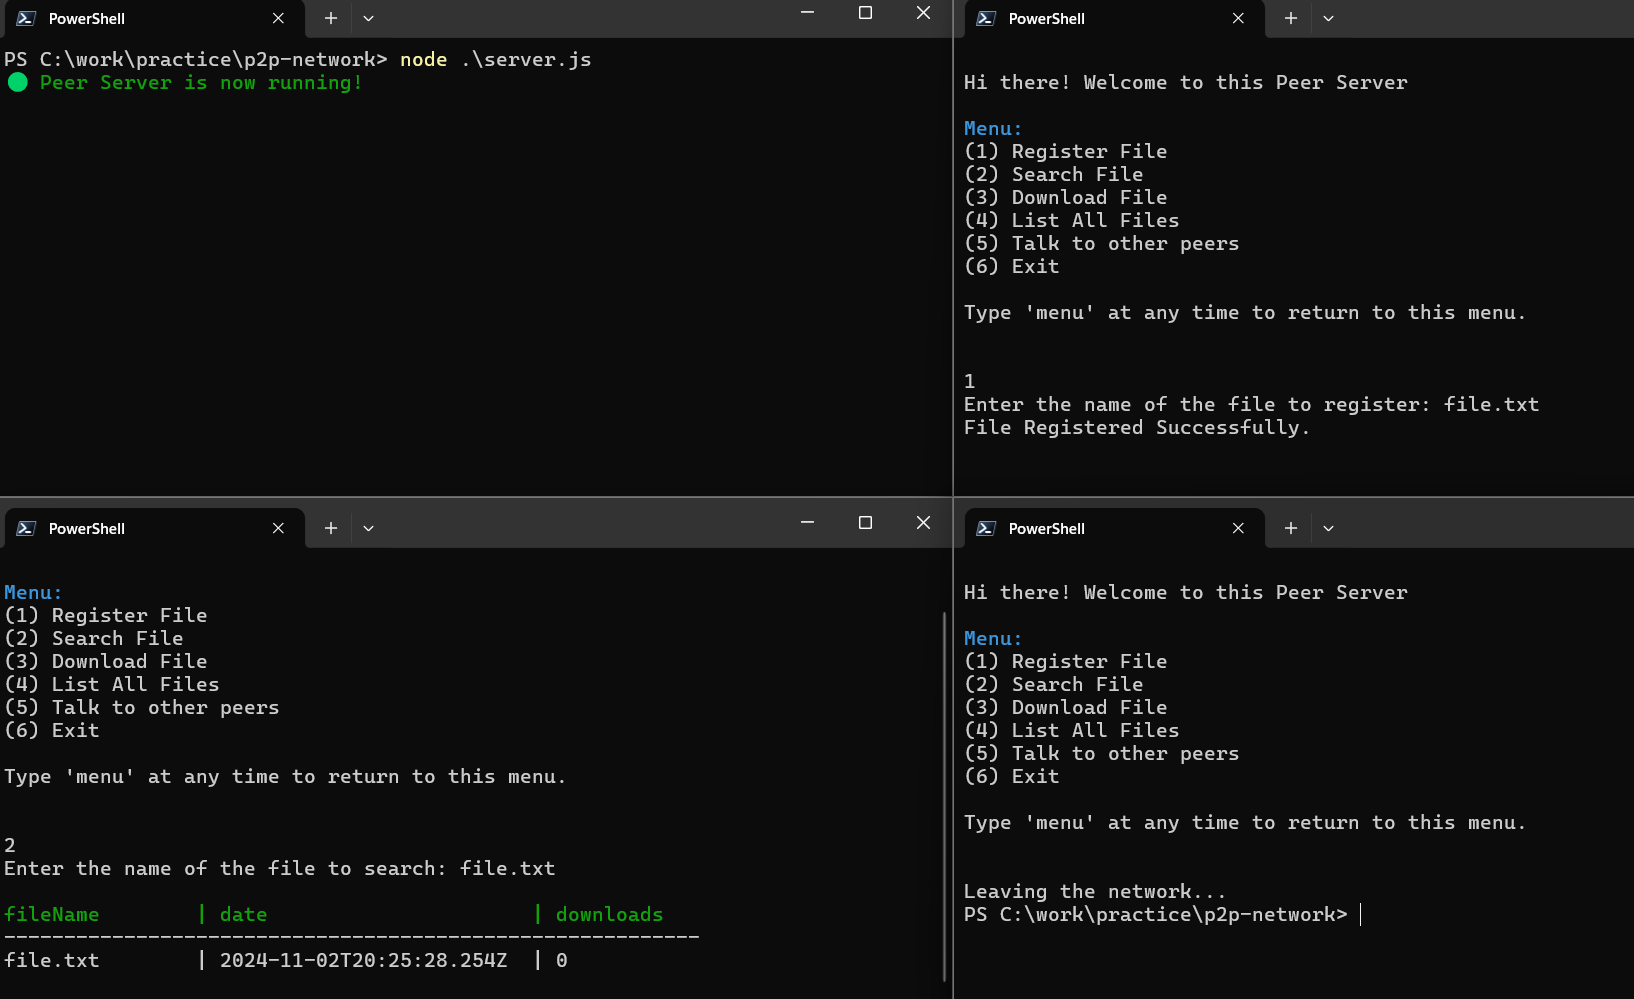 PowerShell
PS C:\work\practice\p2p-network> node .\server.js
Peer Server is now running!
PowerShell
Hi there! Welcome to this Peer Server
Menu:
(1) Register File
(2) Search File
(3) Download File
(4) List All Files
(5) Talk to other peers
(6) Exit
Type 'menu' at any time to return to this menu.
1
Enter the name of the file to register: file.txt
File Registered Successfully.
PowerShell
Menu:
(1) Register File
(2) Search File
(3) Download File
(4) List All Files
(5) Talk to other peers
(6) Exit
Type 'menu' at any time to return to this menu.
2
Enter the name of the file to search: file.txt
fileName | date | downloads
----------------------------------------------------------
file.txt | 2024-11-02T20:25:28.254Z | 0
PowerShell
Hi there! Welcome to this Peer Server
Menu:
(1) Register File
(2) Search File
(3) Download File
(4) List All Files
(5) Talk to other peers
(6) Exit
Type 'menu' at any time to return to this menu.
Leaving the network...
PS C:\work\practice\p2p-network>